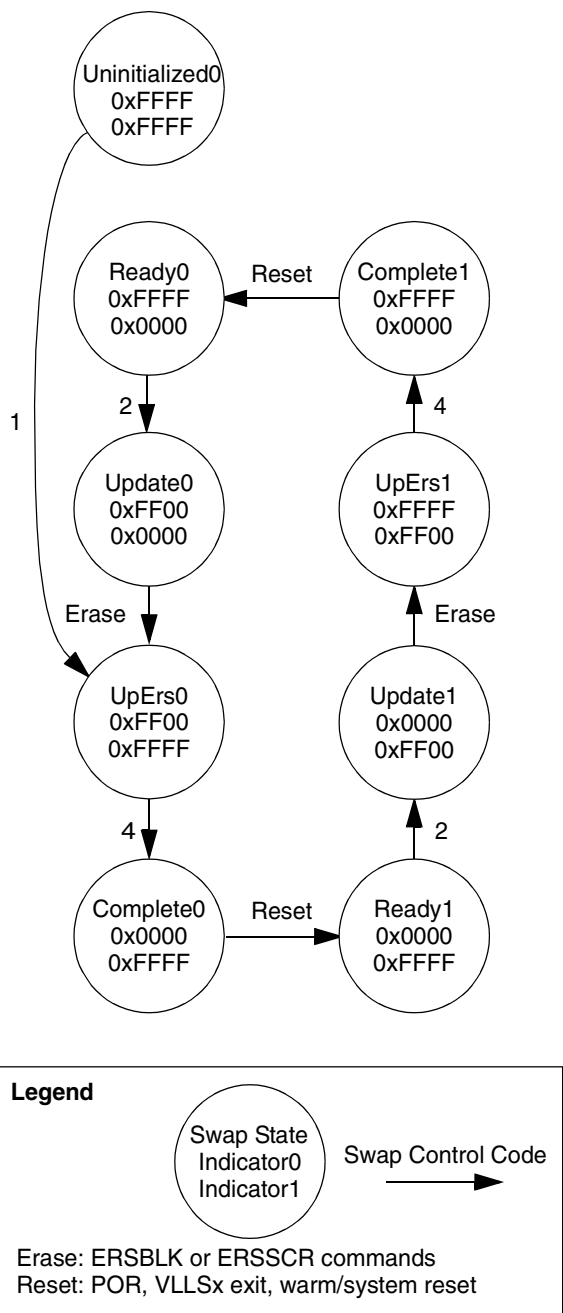 Uninitialized0
0xFFFF
0xFFFF
Ready0
0xFFFF
0x0000
Reset
Complete1
0xFFFF
0x0000
1
2
4
Update0
0xFF00
0x0000
UpErs1
0xFFFF
0xFF00
Erase
Erase
UpErs0
0xFF00
0xFFFF
Update1
0x0000
0xFF00
4
2
Complete0
0x0000
0xFFFF
Reset
Ready1
0x0000
0xFFFF
Legend
Swap State
Indicator0
Indicator1
Swap Control Code
Erase: ERSBLK or ERSSCR commands
Reset: POR, VLLSx exit, warm/system reset